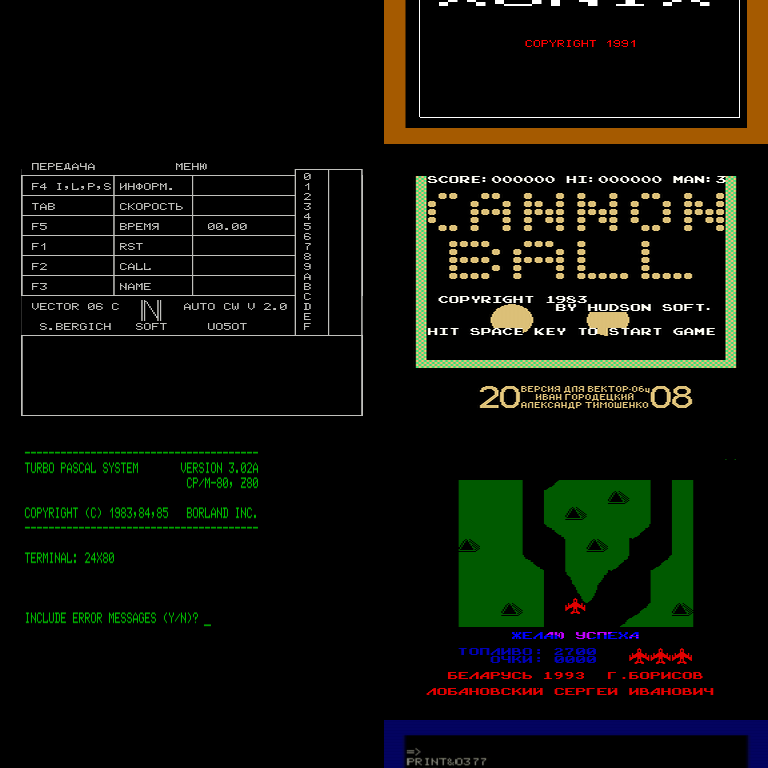 COPYRIGHT 1991
ПЕРЕДАЧА МЕНЮ
F4 I,L,P,S ИНФОРМ.
TAB СКОРОСТЬ
F5 ВРЕМЯ 00.00
F1 RST
F2 CALL
F3 NAME
0
1
2
3
4
5
6
7
8
9
A
B
C
D
E
F
VECTOR 06 C N AUTO CW V 2.0
S.BERGICH SOFT UO5OT
SCORE:000000 HI:000000 MAN:3
CANNON
BALL
COPYRIGHT 1983
BY HUDSON SOFT.
HIT SPACE KEY TO START GAME
2008
ВЕРСИЯ ДЛЯ ВЕКТОР-06ц
ИВАН ГОРОДЕЦКИЙ
АЛЕКСАНДР ТИМОШЕНКО
TURBO PASCAL SYSTEM VERSION 3.02A
CP/M-80, Z80
COPYRIGHT (C) 1983,84,85 BORLAND INC.
TERMINAL: 24X80
INCLUDE ERROR MESSAGES (Y/N)? _
ЖЕЛАЮ УСПЕХА
ТОПЛИВО: 2700
ОЧКИ: 0000
БЕЛАРУСЬ 1993 Г.БОРИСОВ
ЛОБАНОВСКИЙ СЕРГЕЙ ИВАНОВИЧ
=>
PRINT&0377